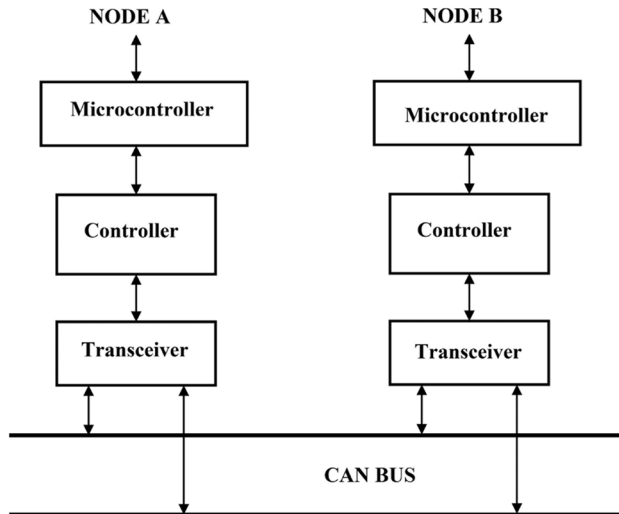 NODE A
NODE B
Microcontroller
Microcontroller
Controller
Controller
Transceiver
Transceiver
CAN BUS